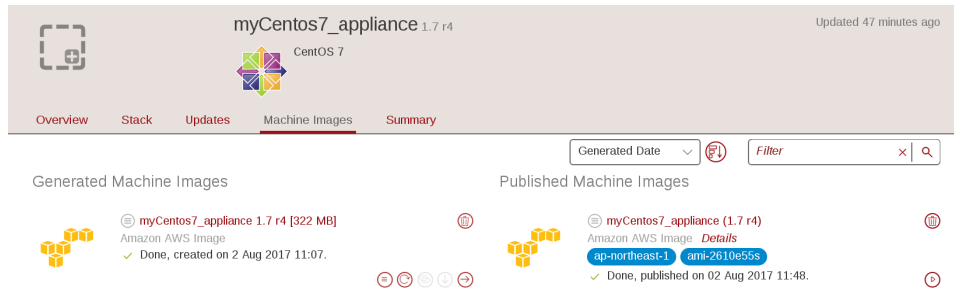 myCentos7_appliance 1.7 r4
Updated 47 minutes ago
CentOS 7
Overview Stack Updates Machine Images Summary
Generated Date
Filter
Generated Machine Images
myCentos7_appliance 1.7 r4 [322 MB]
Amazon AWS Image
Done, created on 2 Aug 2017 11:07.
Published Machine Images
myCentos7_appliance (1.7 r4)
Amazon AWS Image Details
ap-northeast-1 ami-2610e55s
Done, published on 02 Aug 2017 11:48.